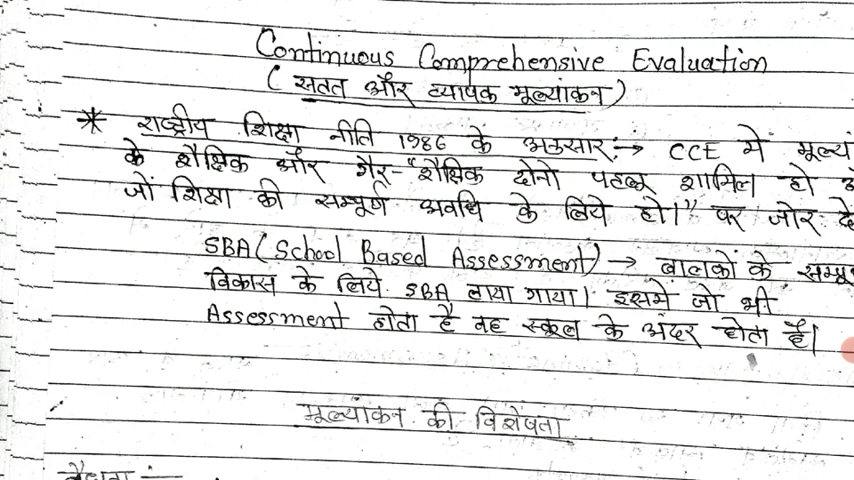 Continuous Comprehensive Evaluation
(सतत और व्यापक मूल्यांकन)
* राष्ट्रीय शिक्षा नीति 1986 के अनुसार :→ CCE में मूल्यां
के शैक्षिक और गैर-"शैक्षिक दोनो पहलू शामिल हो
जों शिक्षा की सम्पूर्ण अवधि के लिये हो।" पर जोर दे
SBA (School Based Assessment) → बालकों के सम्पू
विकास के लिये SBA लाया गाया। इसमें जो भी
Assessment होता है वह स्कूल के अंदर होता है।
मूल्यांकन की विशेषता
वैधता :—